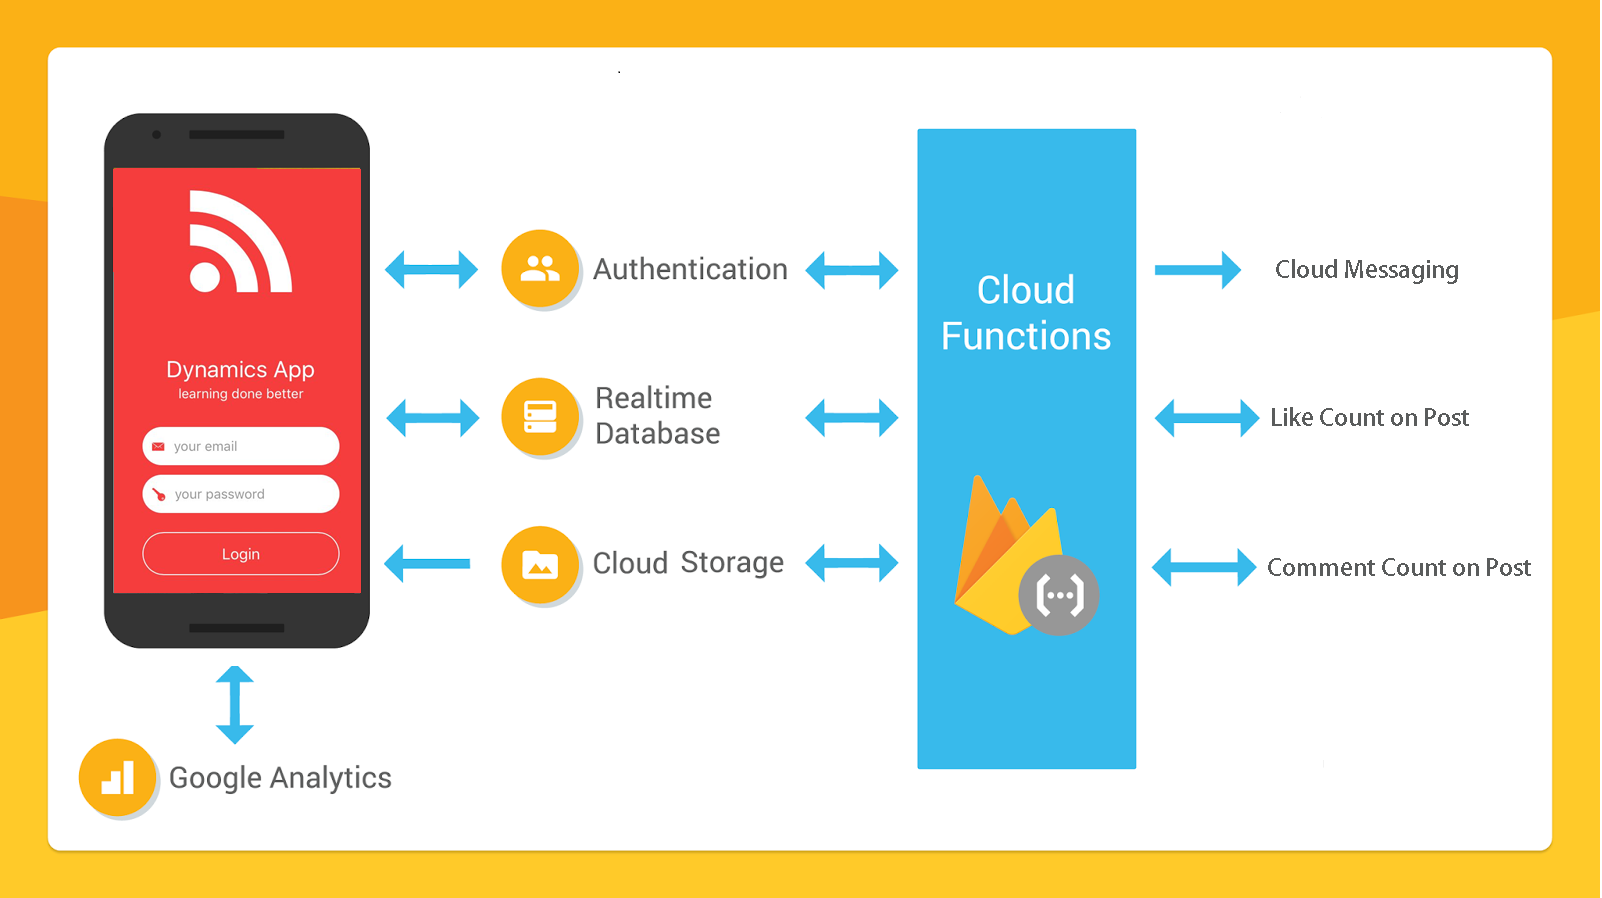 Dynamics App
learning done better
your email
your password
Login
Google Analytics
Authentication
Realtime
Database
Cloud Storage
Cloud
Functions
Cloud Messaging
Like Count on Post
Comment Count on Post